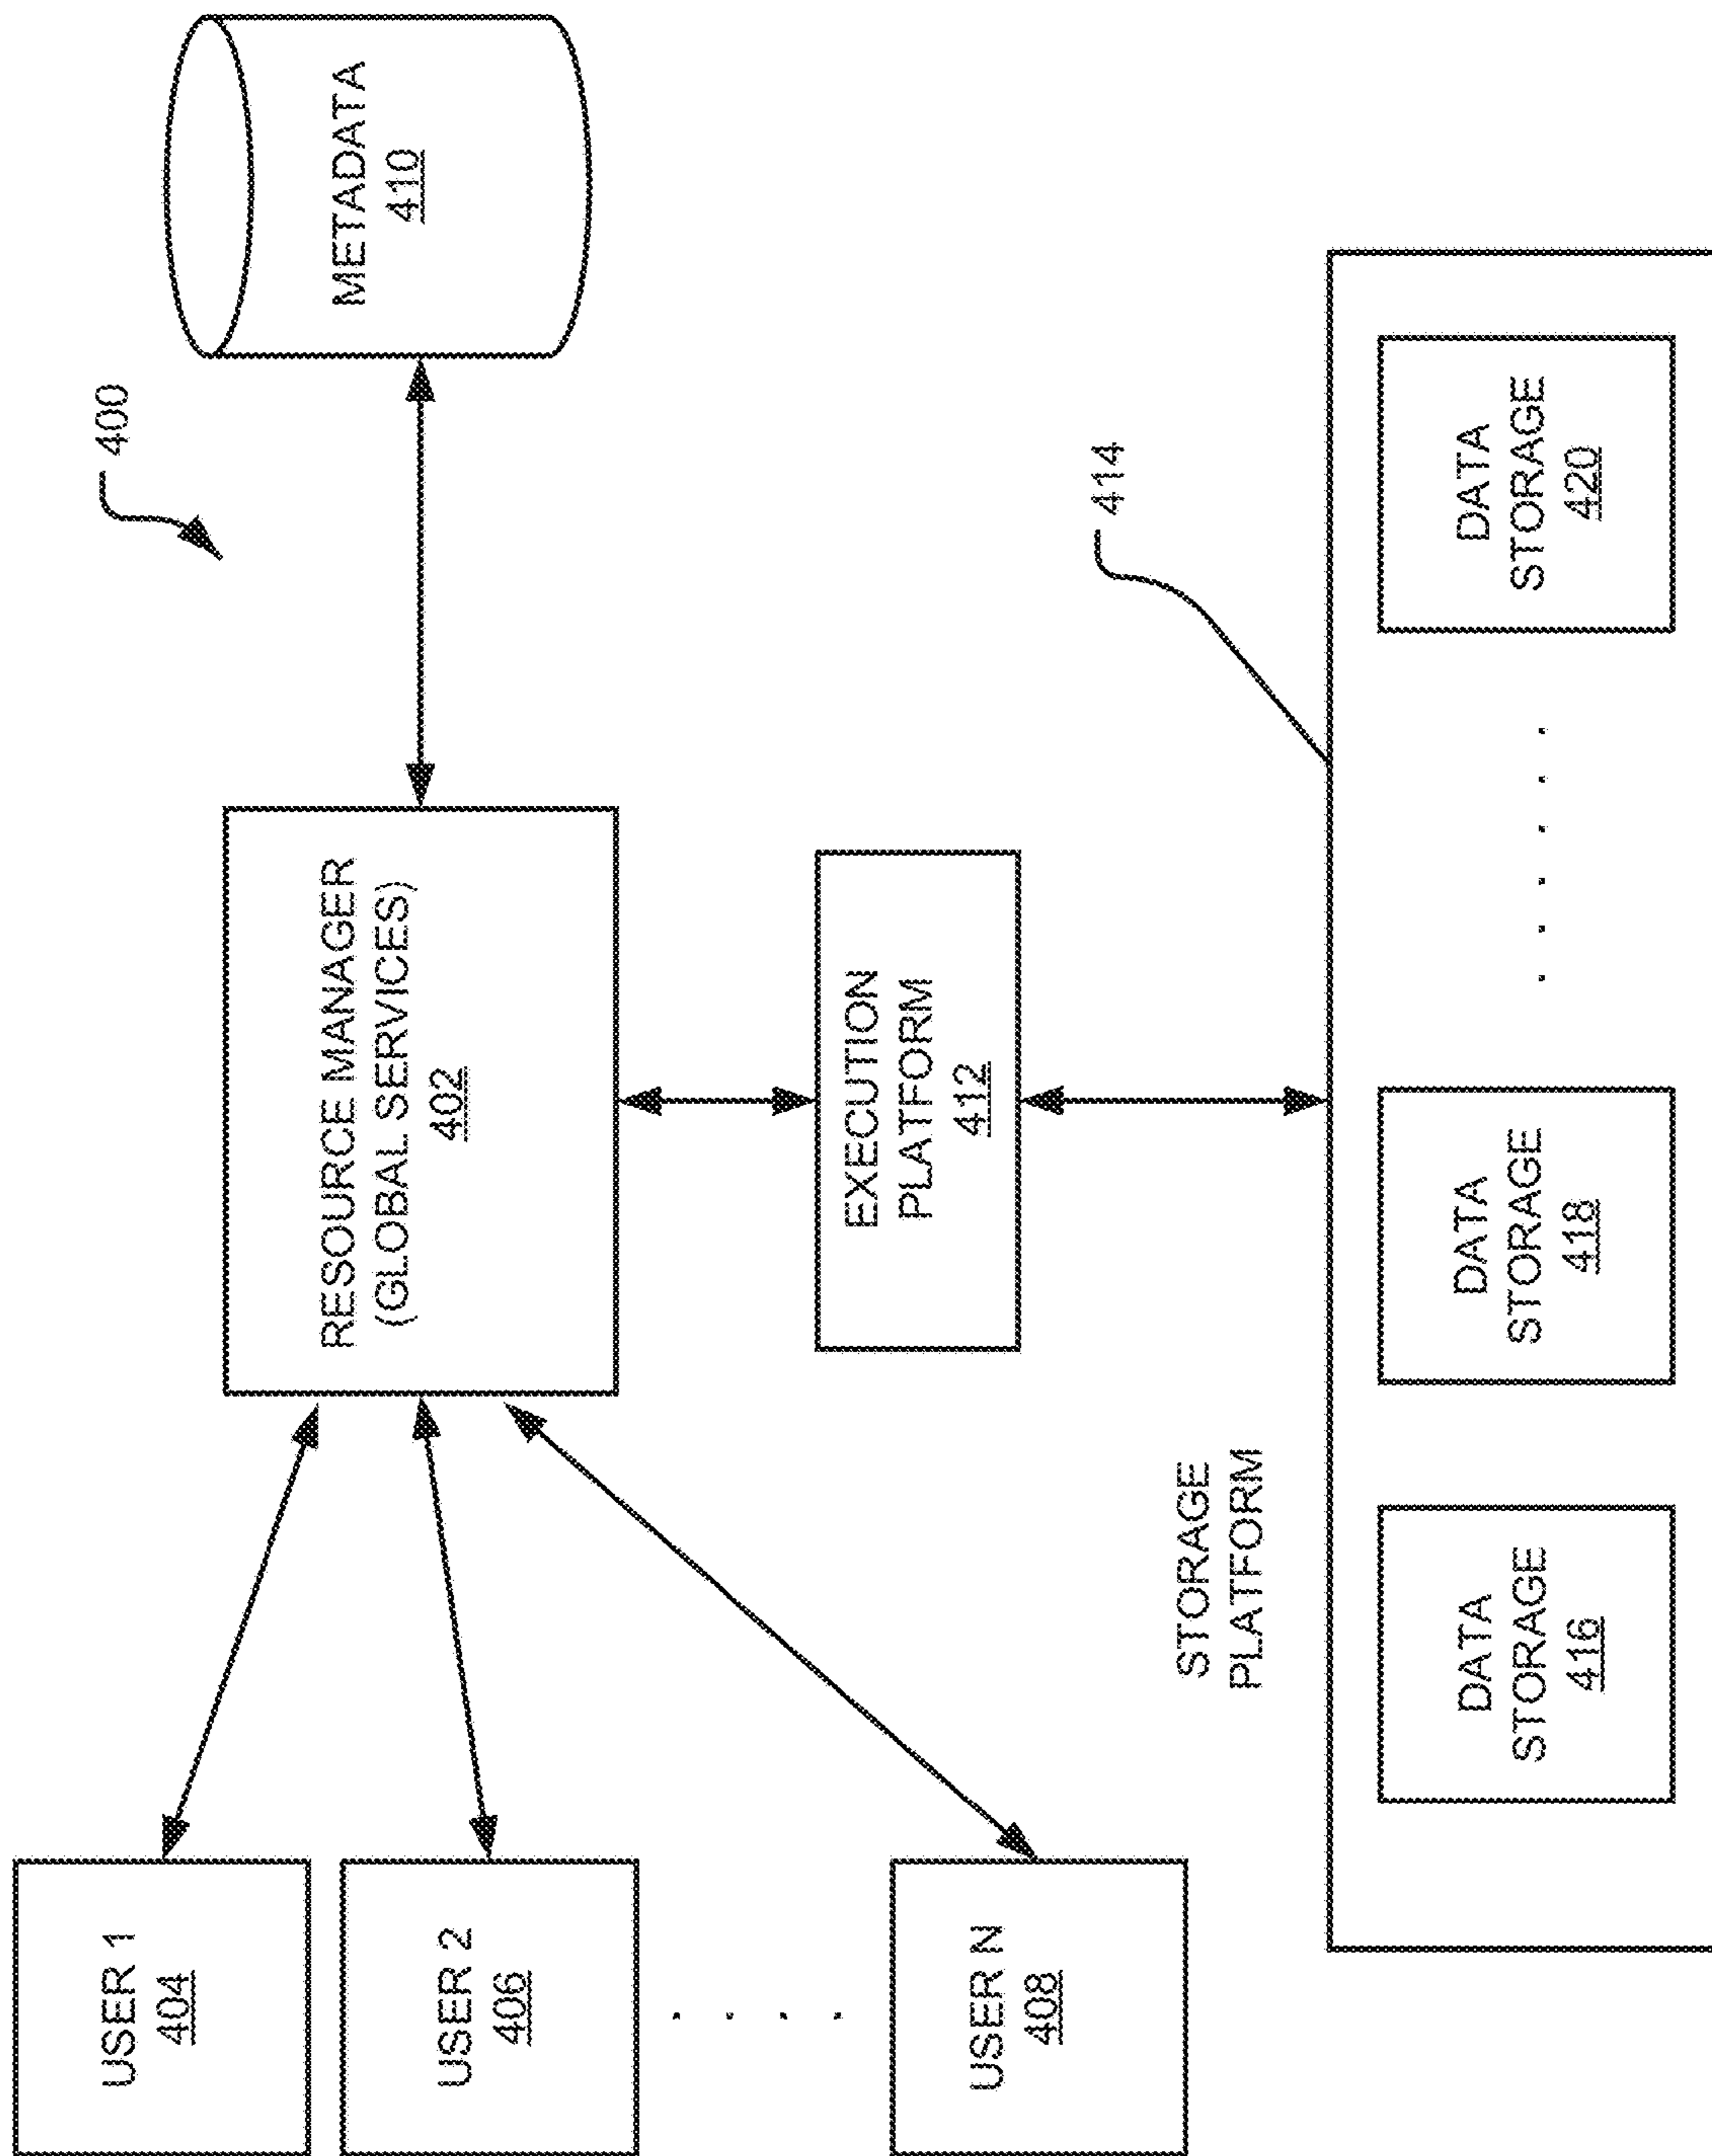 400
USER 1
404
USER 2
406
. . . .
USER N
408
RESOURCE MANAGER
(GLOBAL SERVICES)
402
METADATA
410
EXECUTION
PLATFORM
412
414
STORAGE
PLATFORM
DATA
STORAGE
416
DATA
STORAGE
418
. . . . . .
DATA
STORAGE
420